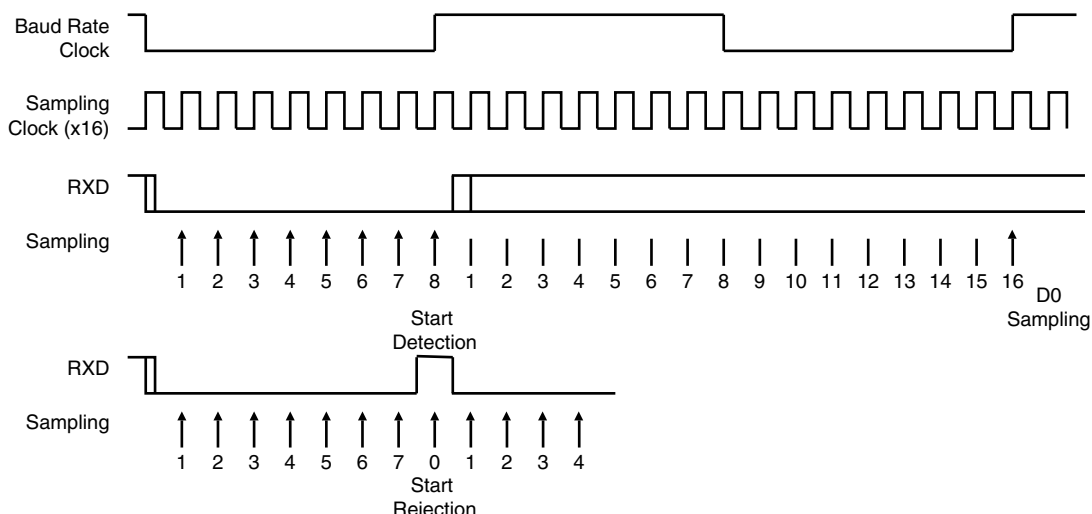 Baud Rate
Clock
Sampling
Clock (x16)
RXD
Sampling
1 2 3 4 5 6 7 8 1 2 3 4 5 6 7 8 9 10 11 12 13 14 15 16
D0
Sampling
Start
Detection
RXD
Sampling
1 2 3 4 5 6 7 0 1 2 3 4
Start
Rejection